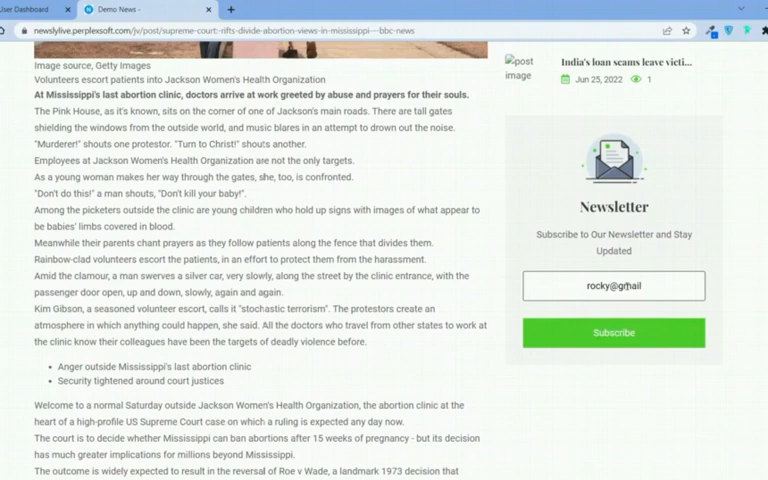 User Dashboard
Demo News -
newslylive.perplexsoft.com/jv/post/supreme-court:-rifts-divide-abortion-views-in-mississippi---bbc-news
Image source, Getty Images
Volunteers escort patients into Jackson Women's Health Organization
At Mississippi's last abortion clinic, doctors arrive at work greeted by abuse and prayers for their souls.
The Pink House, as it's known, sits on the corner of one of Jackson's main roads. There are tall gates
shielding the windows from the outside world, and music blares in an attempt to drown out the noise.
"Murderer!" shouts one protestor. "Turn to Christ!" shouts another.
Employees at Jackson Women's Health Organization are not the only targets.
As a young woman makes her way through the gates, she, too, is confronted.
"Don't do this!" a man shouts, "Don't kill your baby!".
Among the picketers outside the clinic are young children who hold up signs with images of what appear to
be babies' limbs covered in blood.
Meanwhile their parents chant prayers as they follow patients along the fence that divides them.
Rainbow-clad volunteers escort the patients, in an effort to protect them from the harassment.
Amid the clamour, a man swerves a silver car, very slowly, along the street by the clinic entrance, with the
passenger door open, up and down, slowly, again and again.
Kim Gibson, a seasoned volunteer escort, calls it "stochastic terrorism". The protestors create an
atmosphere in which anything could happen, she said. All the doctors who travel from other states to work at
the clinic know their colleagues have been the targets of deadly violence before.
• Anger outside Mississippi's last abortion clinic
• Security tightened around court justices
Welcome to a normal Saturday outside Jackson Women's Health Organization, the abortion clinic at the
heart of a high-profile US Supreme Court case on which a ruling is expected any day now.
The court is to decide whether Mississippi can ban abortions after 15 weeks of pregnancy - but its decision
has much greater implications for millions beyond Mississippi.
The outcome is widely expected to result in the reversal of Roe v Wade, a landmark 1973 decision that
post
image
India's loan scams leave victi...
Jun 25, 2022 1
Newsletter
Subscribe to Our Newsletter and Stay
Updated
rocky@gmail
Subscribe